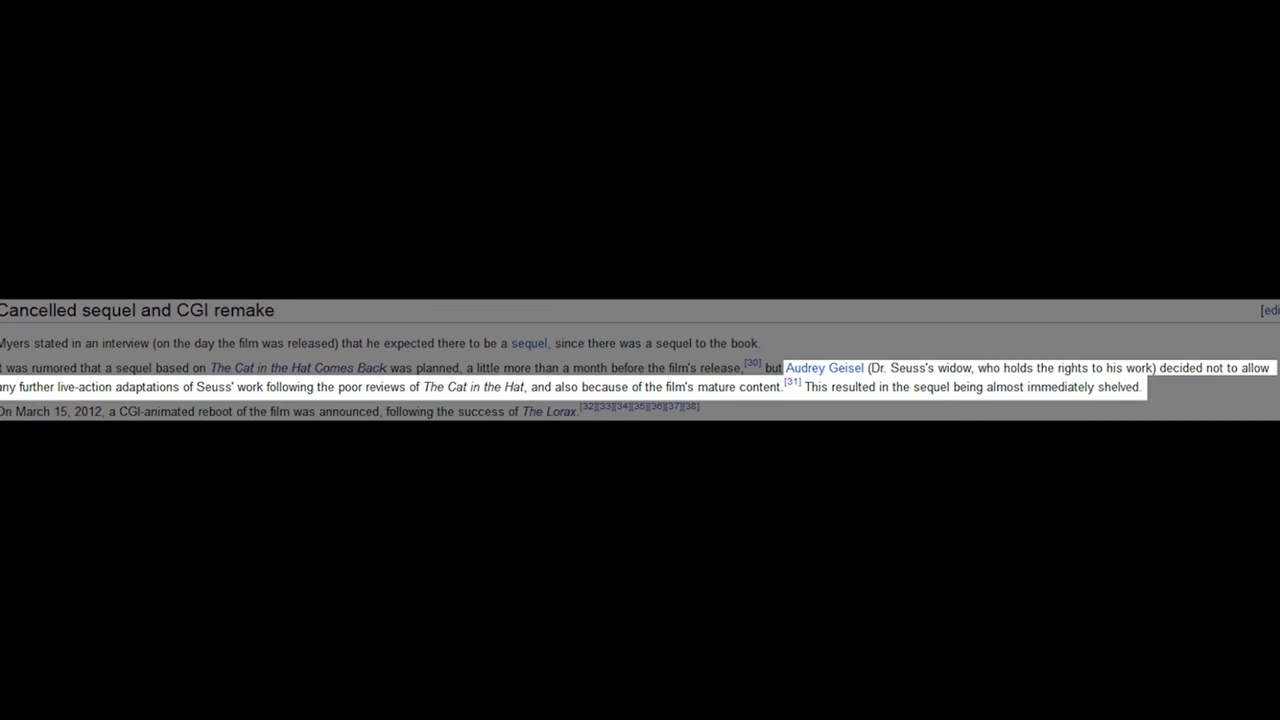 Cancelled sequel and CGI remake
[edi
Myers stated in an interview (on the day the film was released) that he expected there to be a sequel, since there was a sequel to the book.
t was rumored that a sequel based on The Cat in the Hat Comes Back was planned, a little more than a month before the film's release,[30] but Audrey Geisel (Dr. Seuss's widow, who holds the rights to his work) decided not to allow
any further live-action adaptations of Seuss' work following the poor reviews of The Cat in the Hat, and also because of the film's mature content.[31] This resulted in the sequel being almost immediately shelved.
On March 15, 2012, a CGI-animated reboot of the film was announced, following the success of The Lorax.[32][33][34][35][36][37][38]